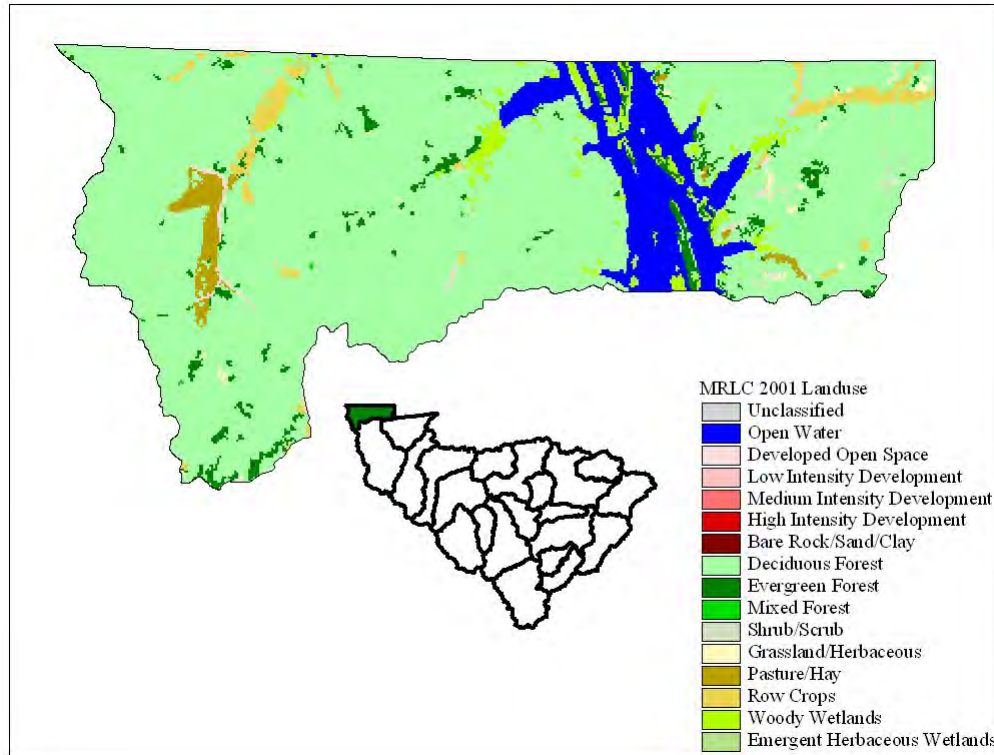 MRLC 2001 Landuse
Unclassified
Open Water
Developed Open Space
Low Intensity Development
Medium Intensity Development
High Intensity Development
Bare Rock/Sand/Clay
Deciduous Forest
Evergreen Forest
Mixed Forest
Shrub/Scrub
Grassland/Herbaceous
Pasture/Hay
Row Crops
Woody Wetlands
Emergent Herbaceous Wetlands